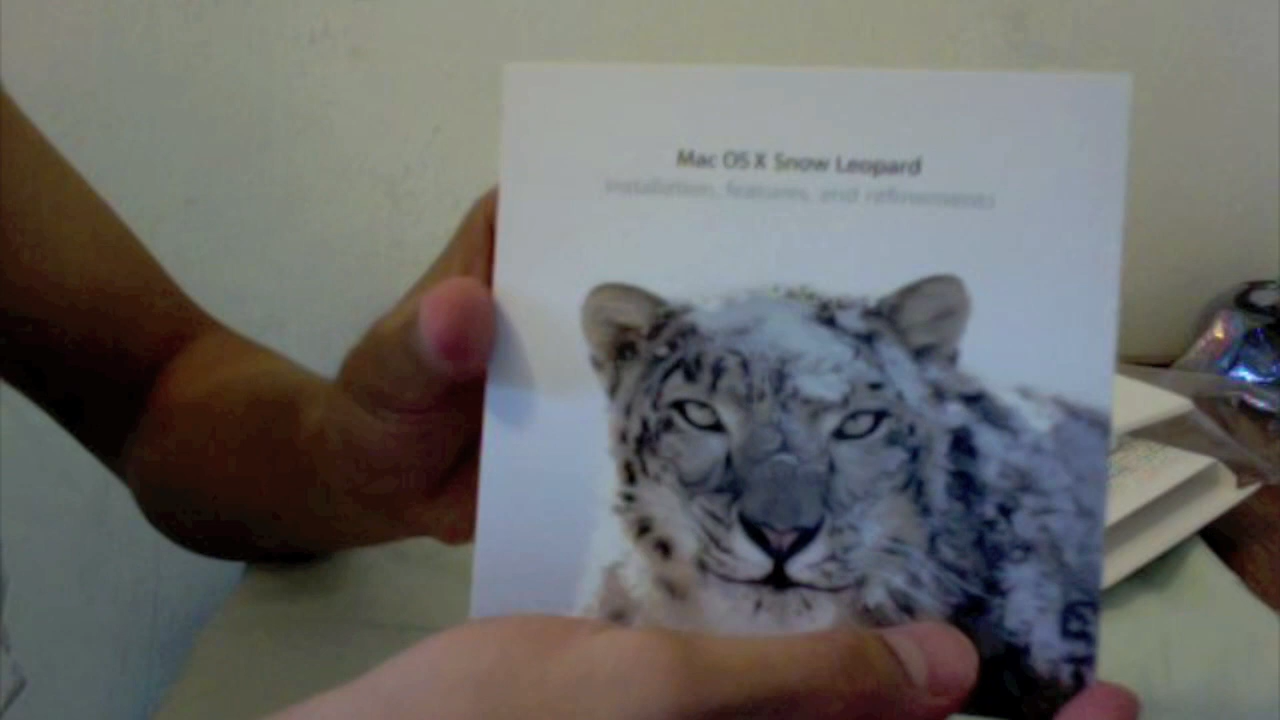 Mac OS X Snow Leopard
Installation, features, and refinements